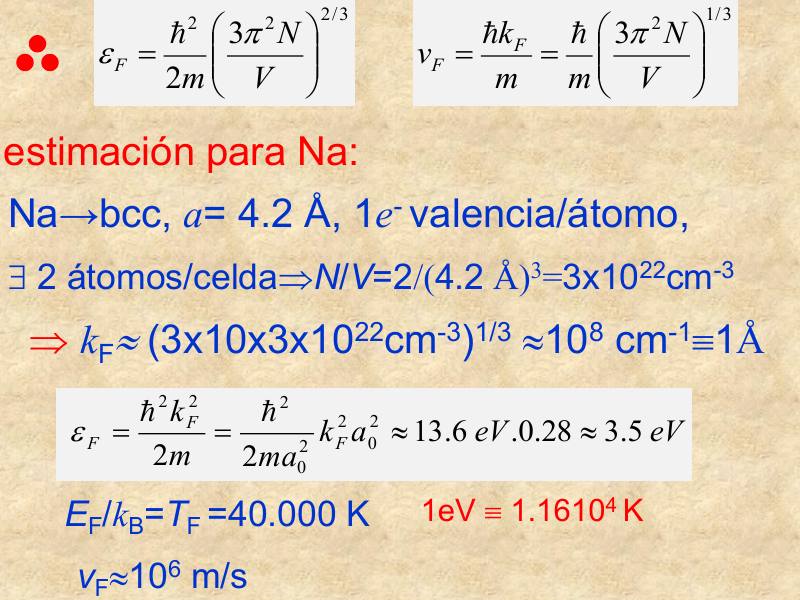 ε_F = ħ²/2m (3π²N/V)^2/3    v_F = ħk_F/m = ħ/m (3π²N/V)^1/3
estimación para Na:
Na→bcc, a= 4.2 Å, 1e⁻ valencia/átomo,
∃ 2 átomos/celda⇒N/V=2/(4.2 Å)³=3x10²²cm⁻³
⇒ k_F≈ (3x10x3x10²²cm⁻³)^1/3 ≈10⁸ cm⁻¹≡1Å
ε_F = ħ²k_F²/2m = ħ²/2ma₀² k_F²a₀² ≈ 13.6 eV.0.28 ≈ 3.5 eV
E_F/k_B=T_F =40.000 K    1eV ≡ 1.1610⁴ K
v_F≈10⁶ m/s